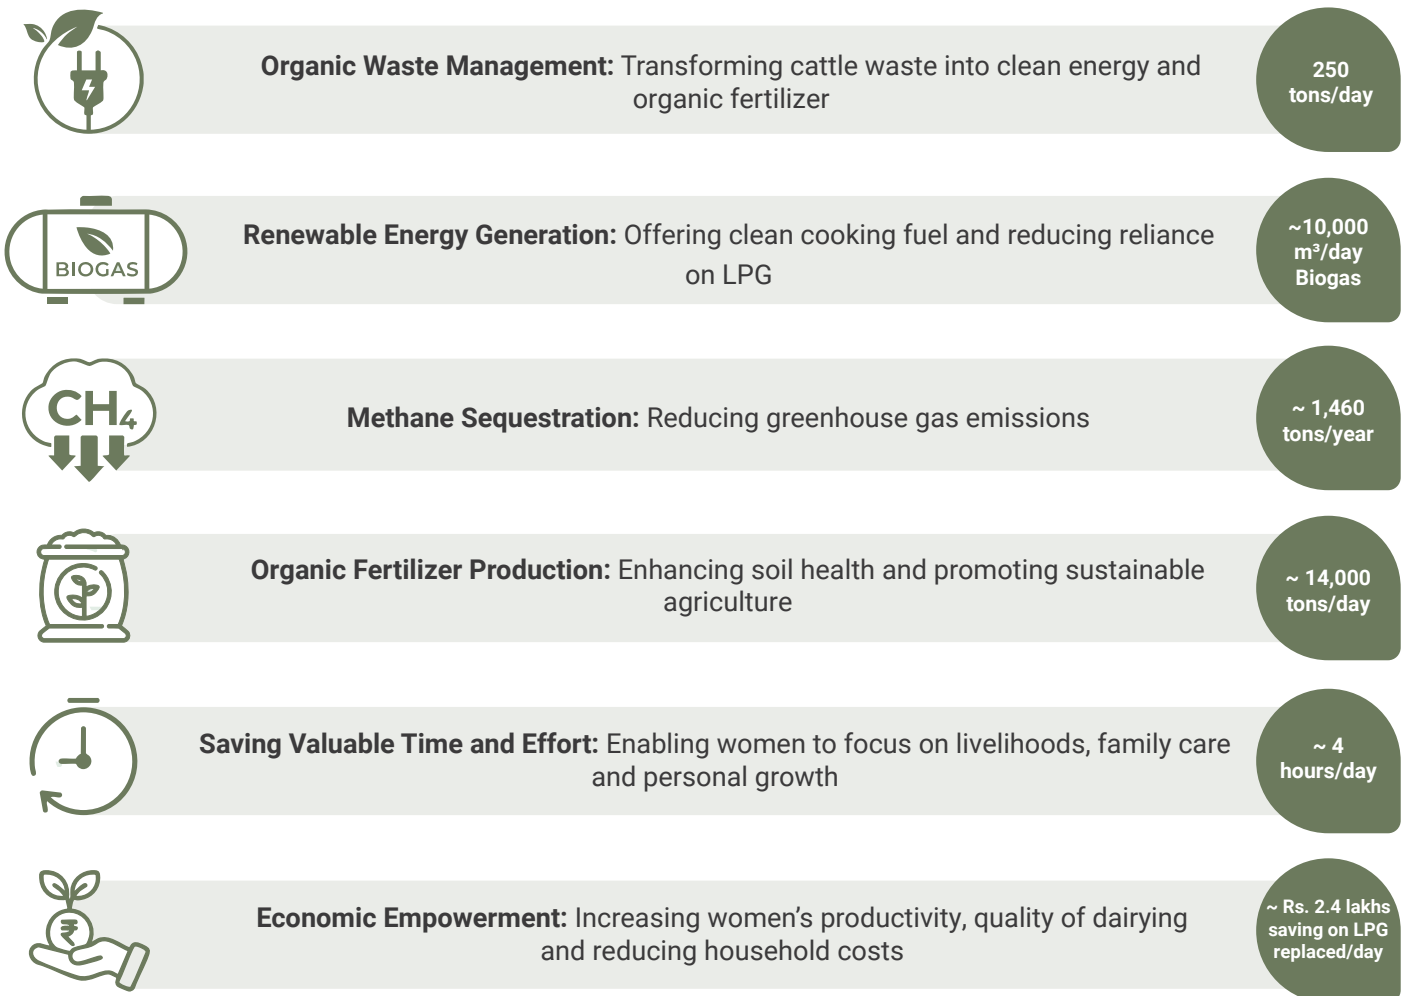 Organic Waste Management: Transforming cattle waste into clean energy and
organic fertilizer
250
tons/day
BIOGAS
Renewable Energy Generation: Offering clean cooking fuel and reducing reliance
on LPG
~10,000
m³/day
Biogas
CH₄
Methane Sequestration: Reducing greenhouse gas emissions
~ 1,460
tons/year
Organic Fertilizer Production: Enhancing soil health and promoting sustainable
agriculture
~ 14,000
tons/day
Saving Valuable Time and Effort: Enabling women to focus on livelihoods, family care
and personal growth
~ 4
hours/day
₹
Economic Empowerment: Increasing women’s productivity, quality of dairying
and reducing household costs
~ Rs. 2.4 lakhs
saving on LPG
replaced/day